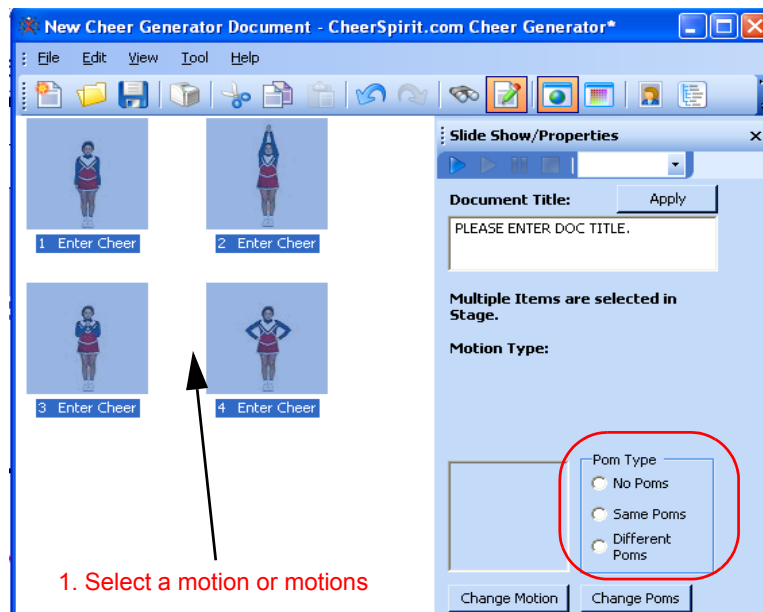 New Cheer Generator Document - CheerSpirit.com Cheer Generator*
File Edit View Tool Help
Slide Show/Properties
Document Title: Apply
PLEASE ENTER DOC TITLE.
1 Enter Cheer 2 Enter Cheer
Multiple Items are selected in
Stage.
Motion Type:
3 Enter Cheer 4 Enter Cheer
Pom Type
No Poms
Same Poms
Different
Poms
1. Select a motion or motions
Change Motion Change Poms